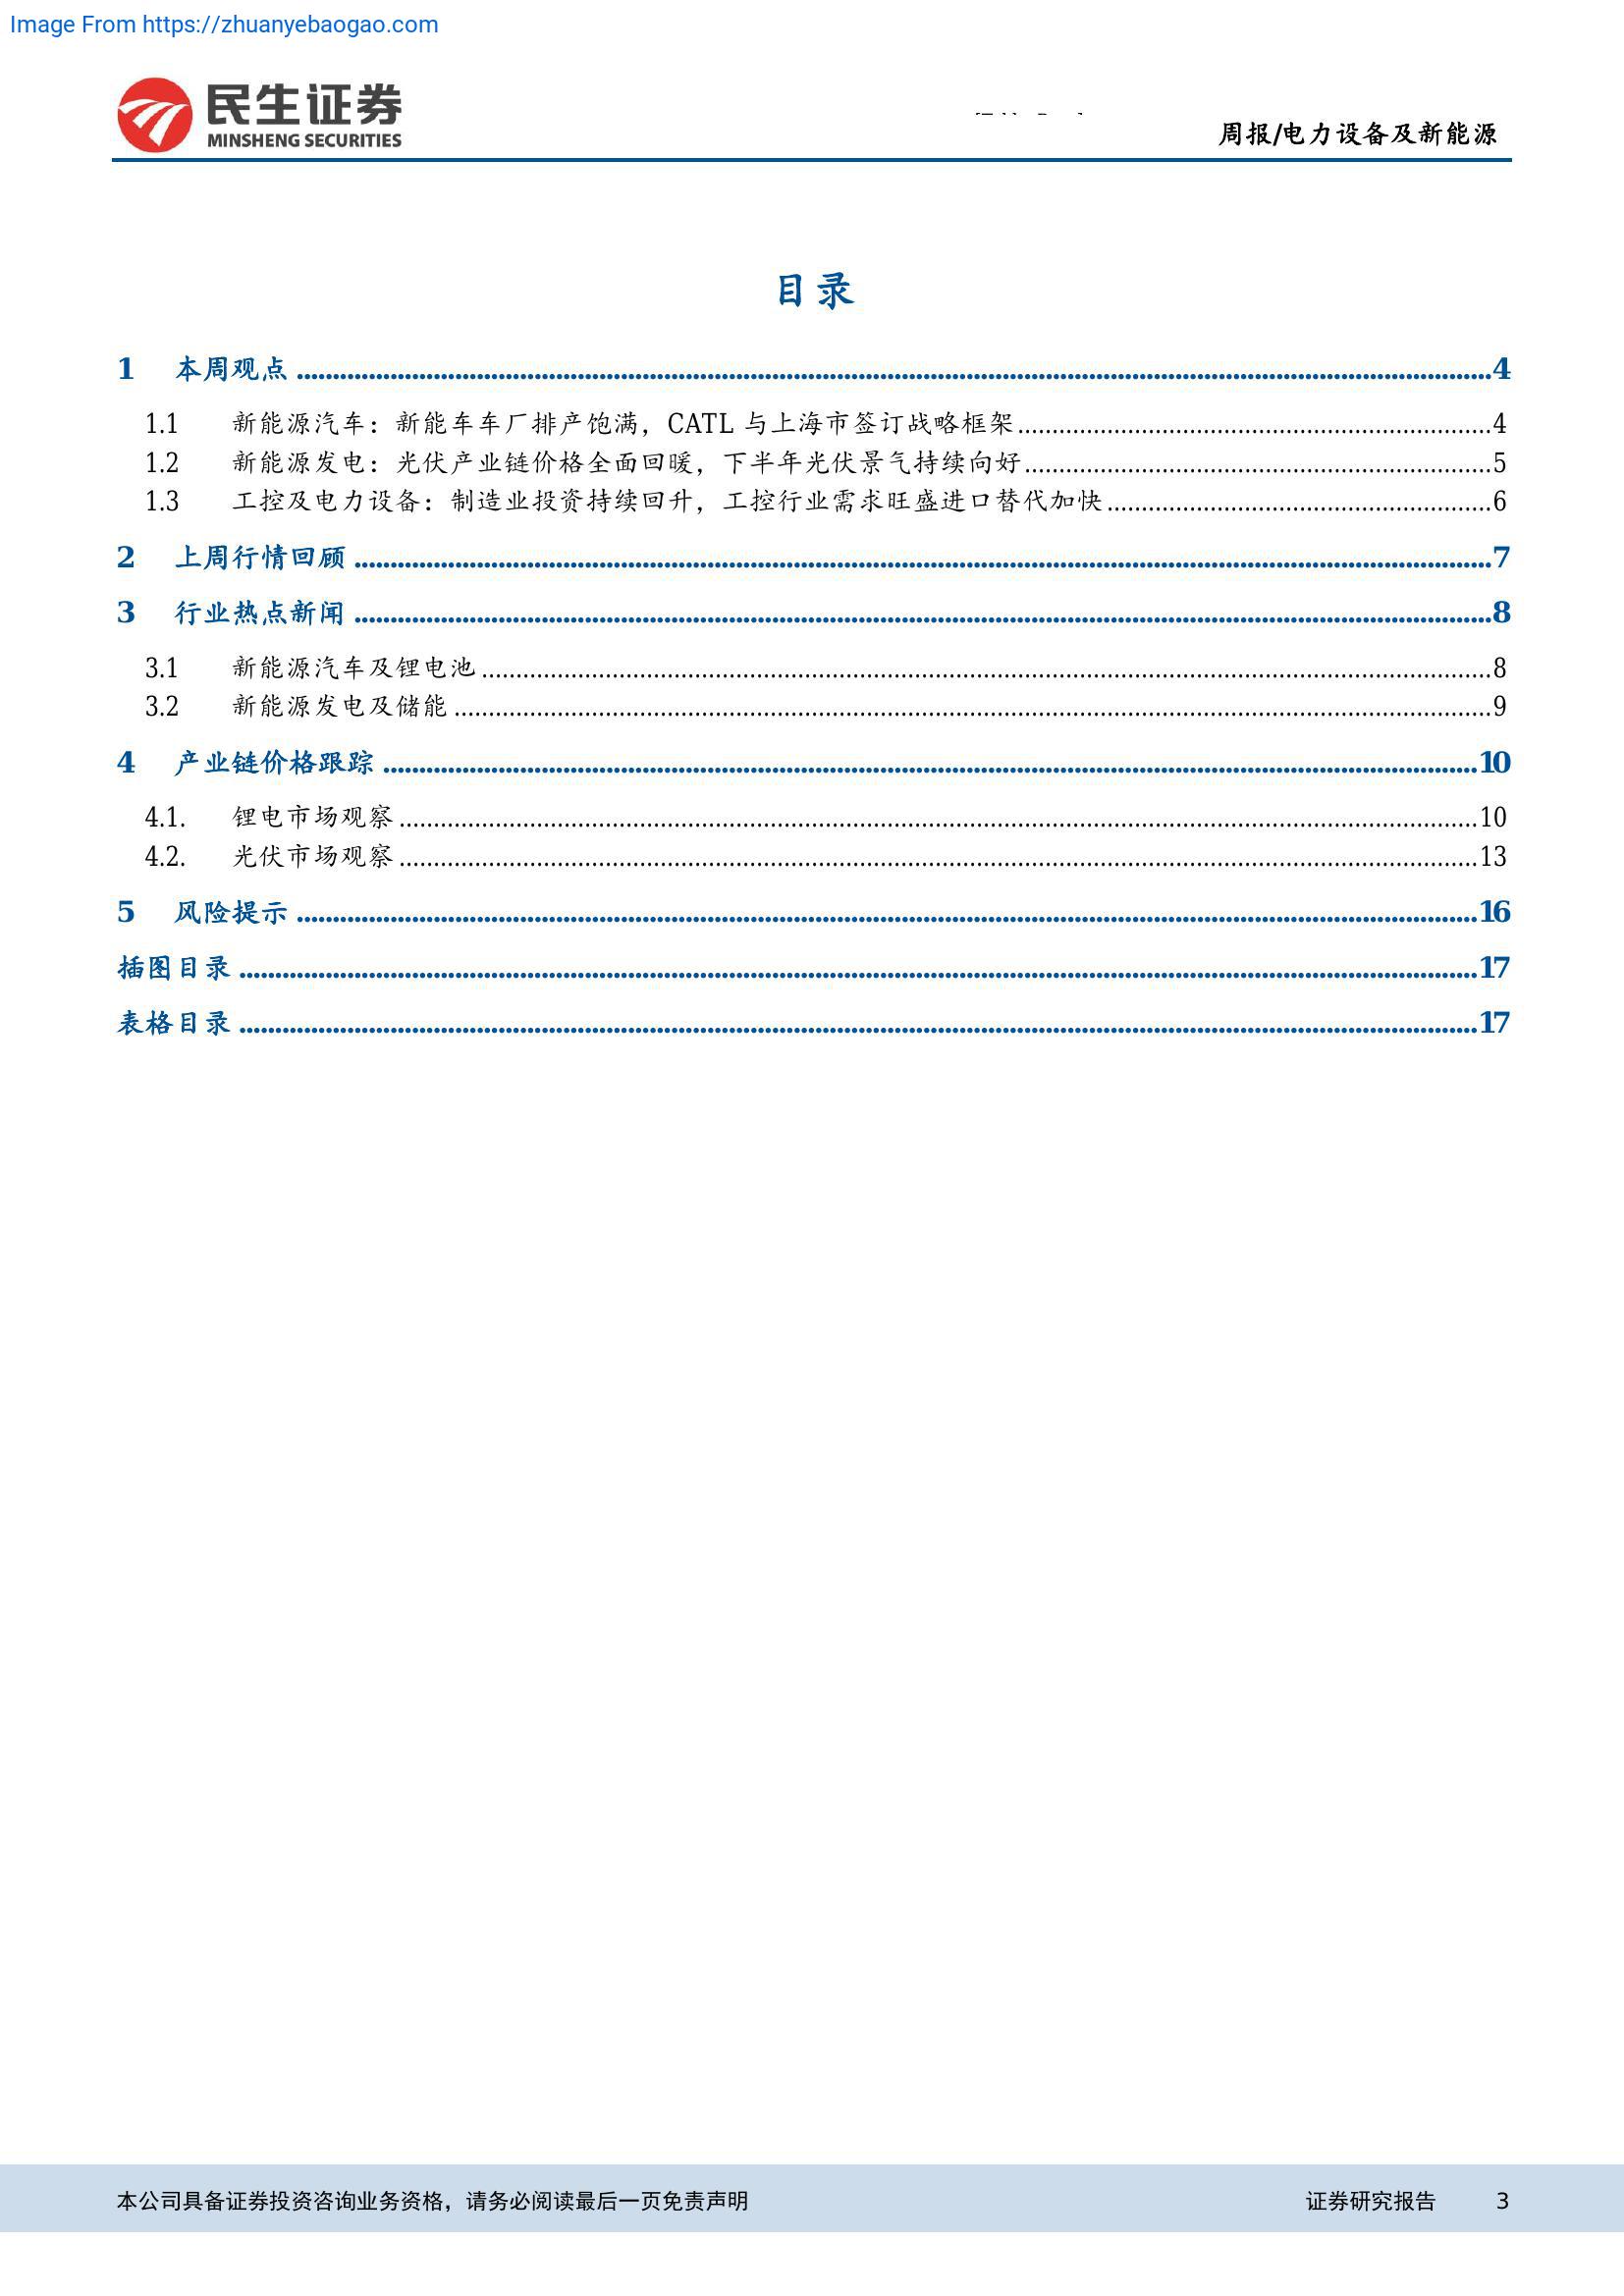 Image From https://zhuanyebaogao.com
民生证券
MINSHENG SECURITIES
周报/电力设备及新能源
目录
1 本周观点 4
1.1 新能源汽车：新能车车厂排产饱满，CATL 与上海市签订战略框架 4
1.2 新能源发电：光伏产业链价格全面回暖，下半年光伏景气持续向好 5
1.3 工控及电力设备：制造业投资持续回升，工控行业需求旺盛进口替代加快 6
2 上周行情回顾 7
3 行业热点新闻 8
3.1 新能源汽车及锂电池 8
3.2 新能源发电及储能 9
4 产业链价格跟踪 10
4.1. 锂电市场观察 10
4.2. 光伏市场观察 13
5 风险提示 16
插图目录 17
表格目录 17
本公司具备证券投资咨询业务资格，请务必阅读最后一页免责声明 证券研究报告 3